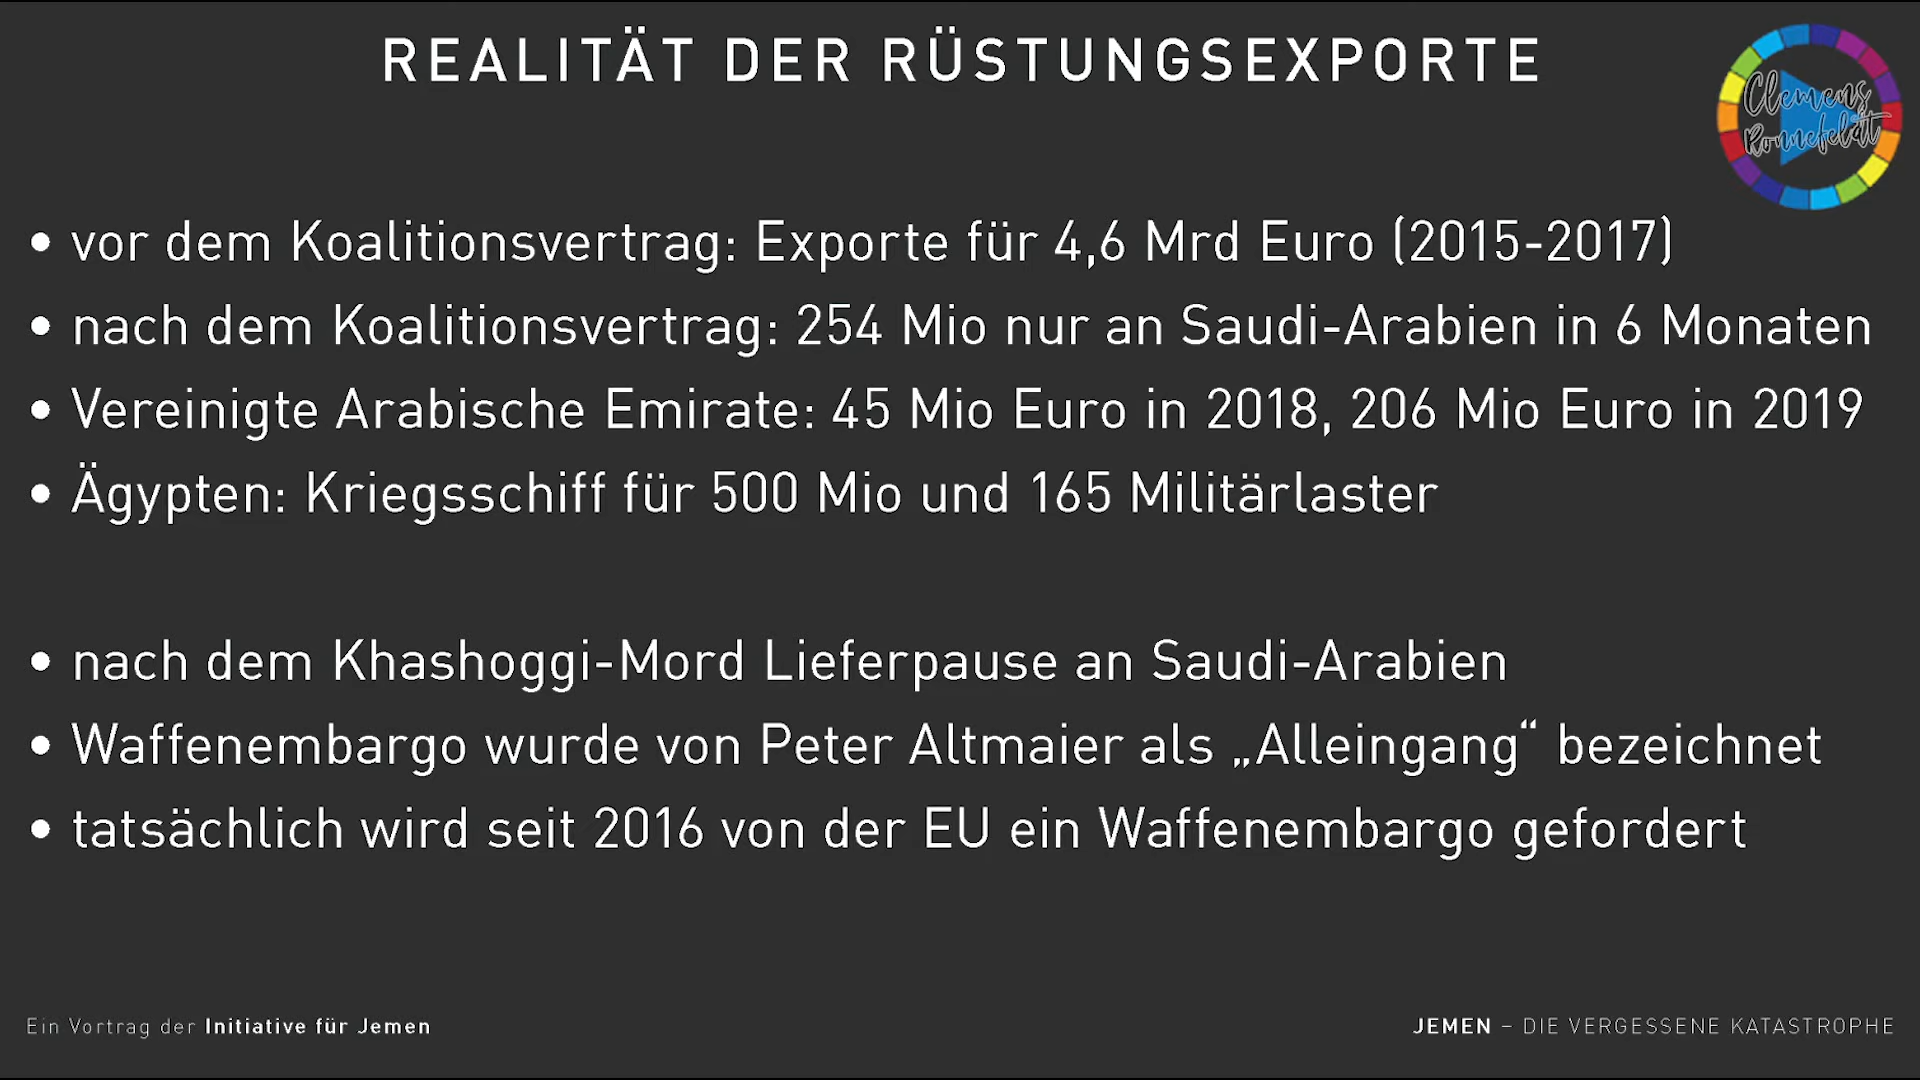 REALITÄT DER RÜSTUNGSEXPORTE
Clemens
Ronnefeldt
• vor dem Koalitionsvertrag: Exporte für 4,6 Mrd Euro (2015-2017)
• nach dem Koalitionsvertrag: 254 Mio nur an Saudi-Arabien in 6 Monaten
• Vereinigte Arabische Emirate: 45 Mio Euro in 2018, 206 Mio Euro in 2019
• Ägypten: Kriegsschiff für 500 Mio und 165 Militärlaster
• nach dem Khashoggi-Mord Lieferpause an Saudi-Arabien
• Waffenembargo wurde von Peter Altmaier als „Alleingang“ bezeichnet
• tatsächlich wird seit 2016 von der EU ein Waffenembargo gefordert
Ein Vortrag der Initiative für Jemen
JEMEN – DIE VERGESSENE KATASTROPHE